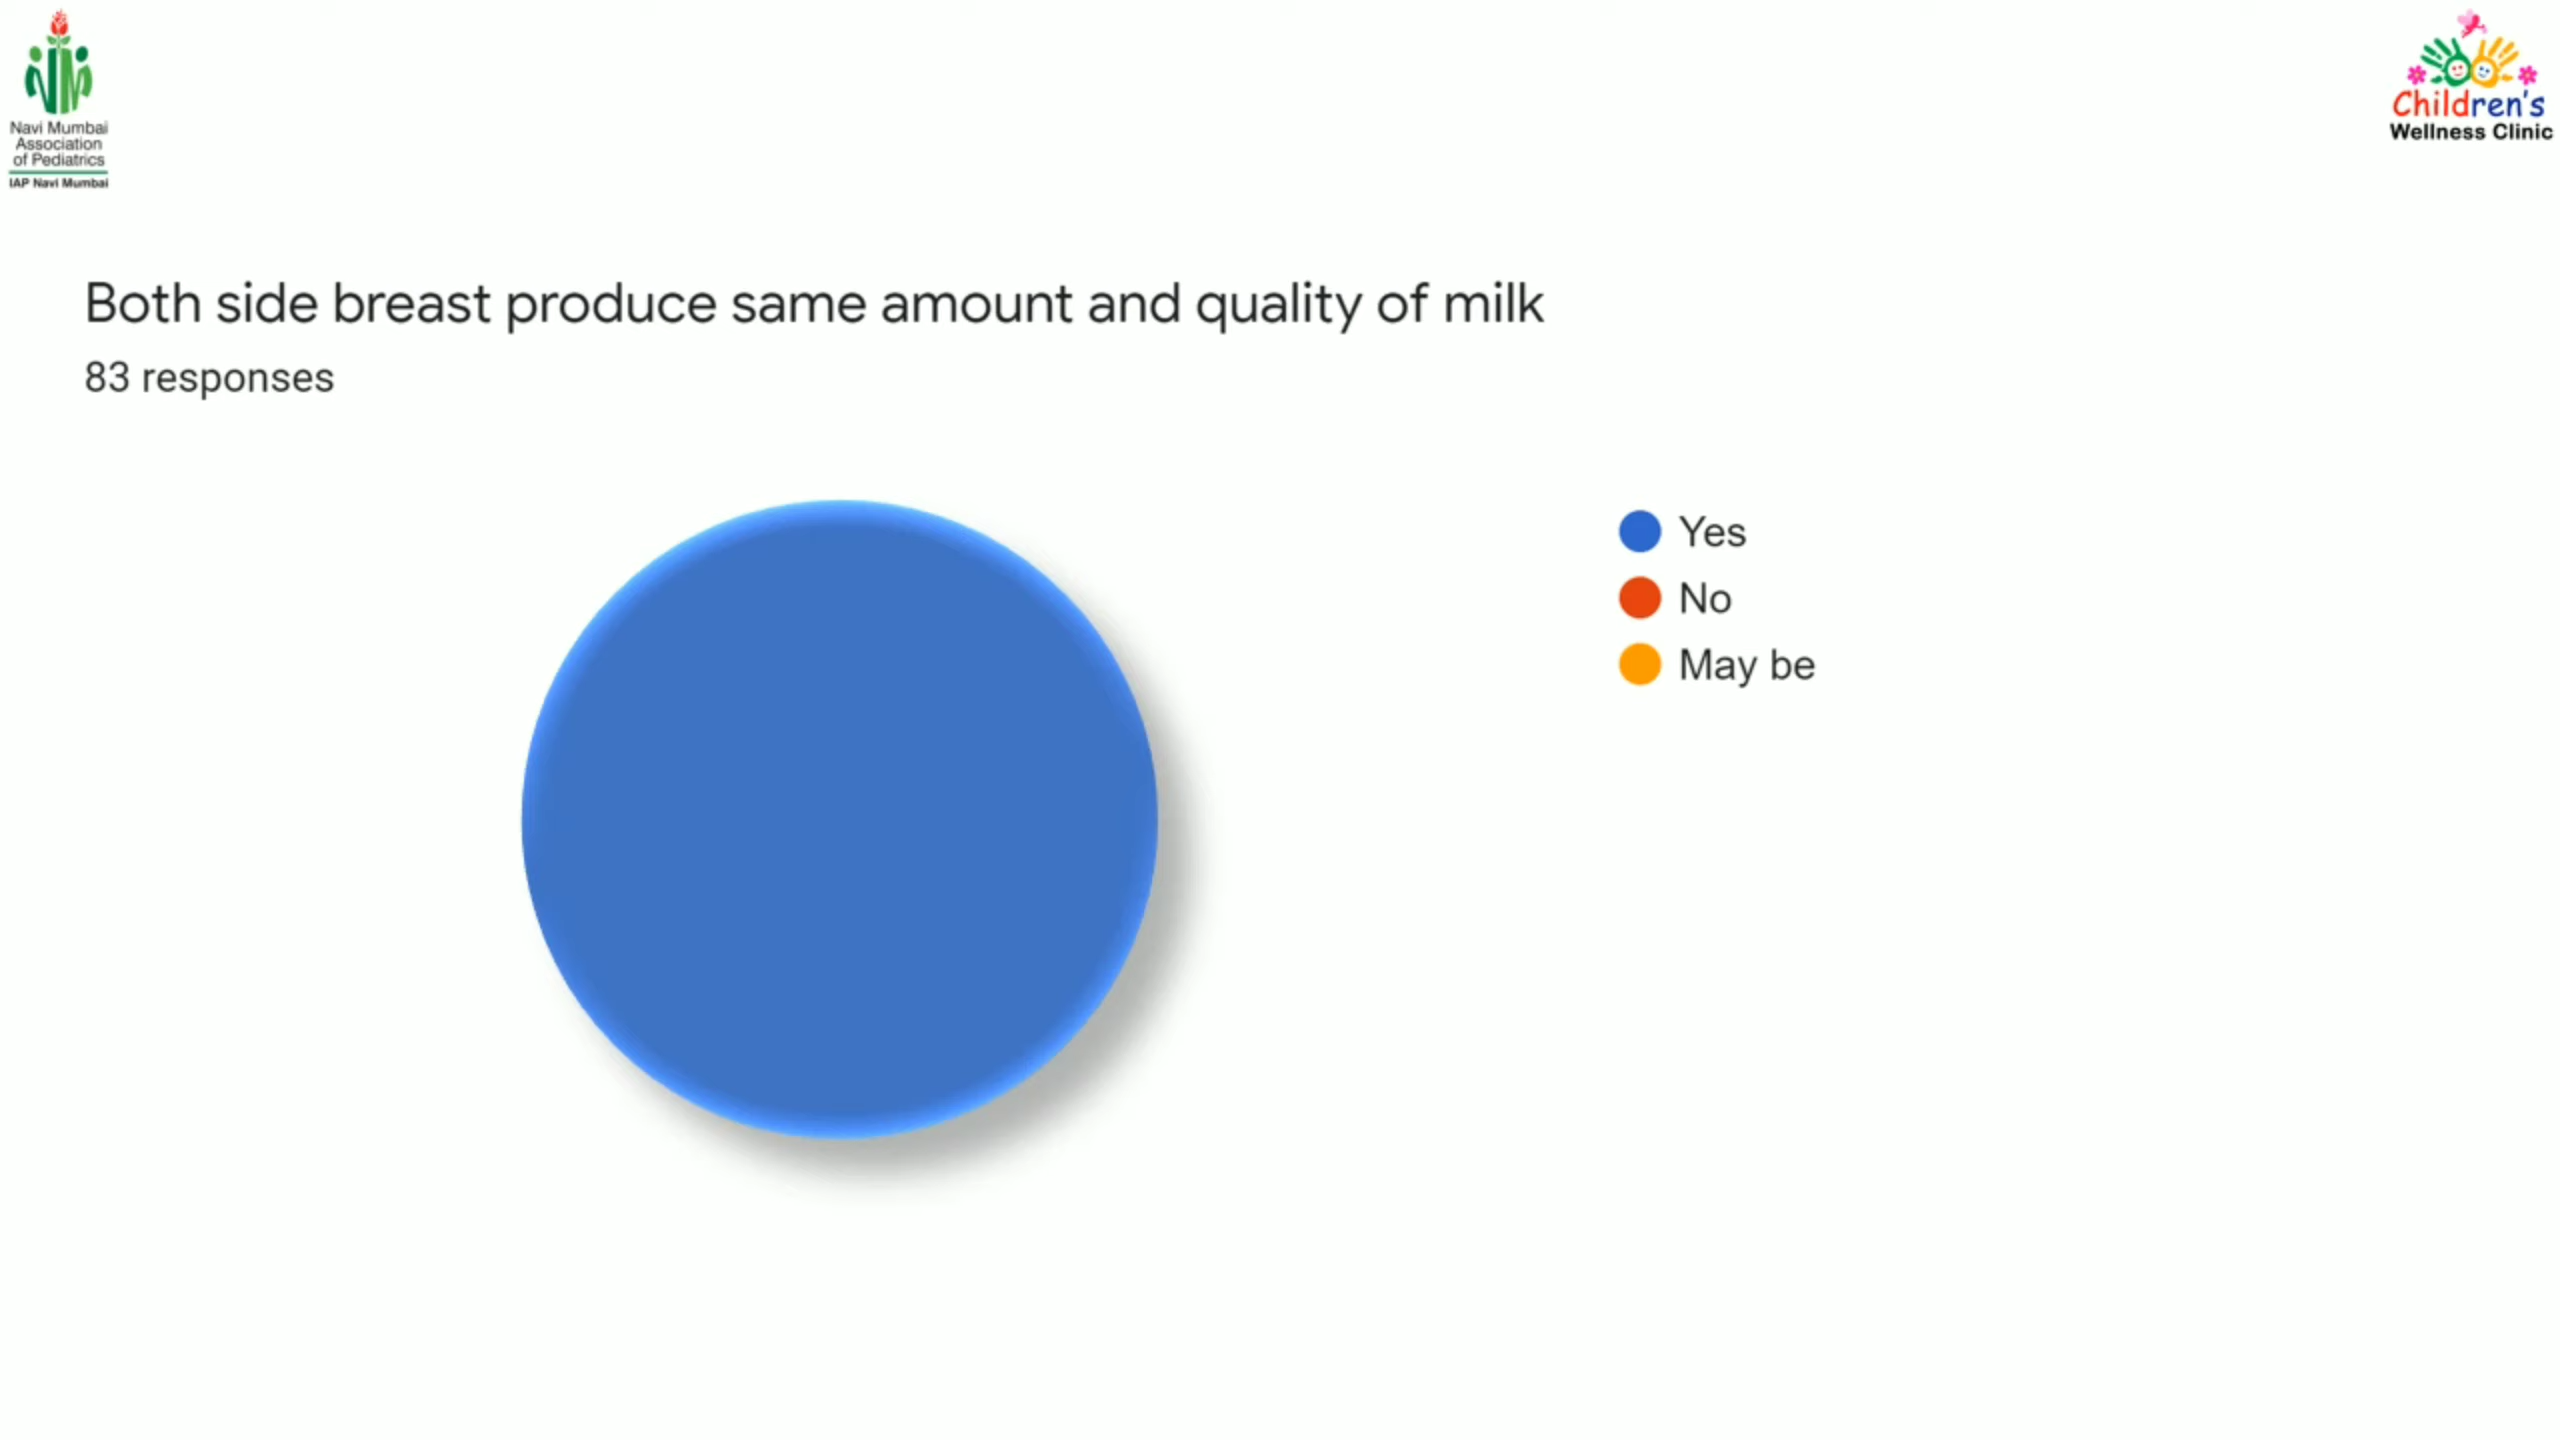 Navi Mumbai
Association
of Pediatrics
IAP Navi Mumbai
Children's
Wellness Clinic
Both side breast produce same amount and quality of milk
83 responses
Yes
No
May be